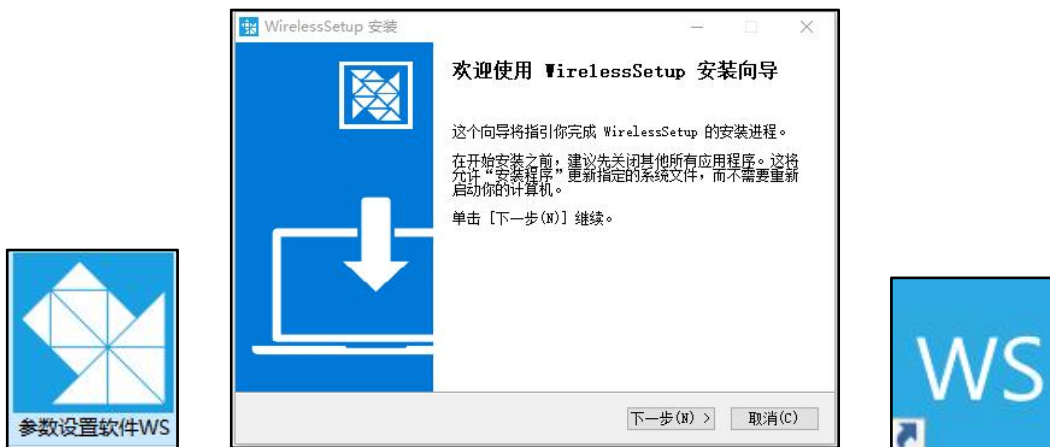 WirelessSetup 安装
欢迎使用 WirelessSetup 安装向导
这个向导将指引你完成 WirelessSetup 的安装进程。
在开始安装之前，建议先关闭其他所有应用程序。这将
允许“安装程序”更新指定的系统文件，而不需要重新
启动你的计算机。
单击 [下一步(N)] 继续。
下一步(N) > 取消(C)
参数设置软件WS
WS